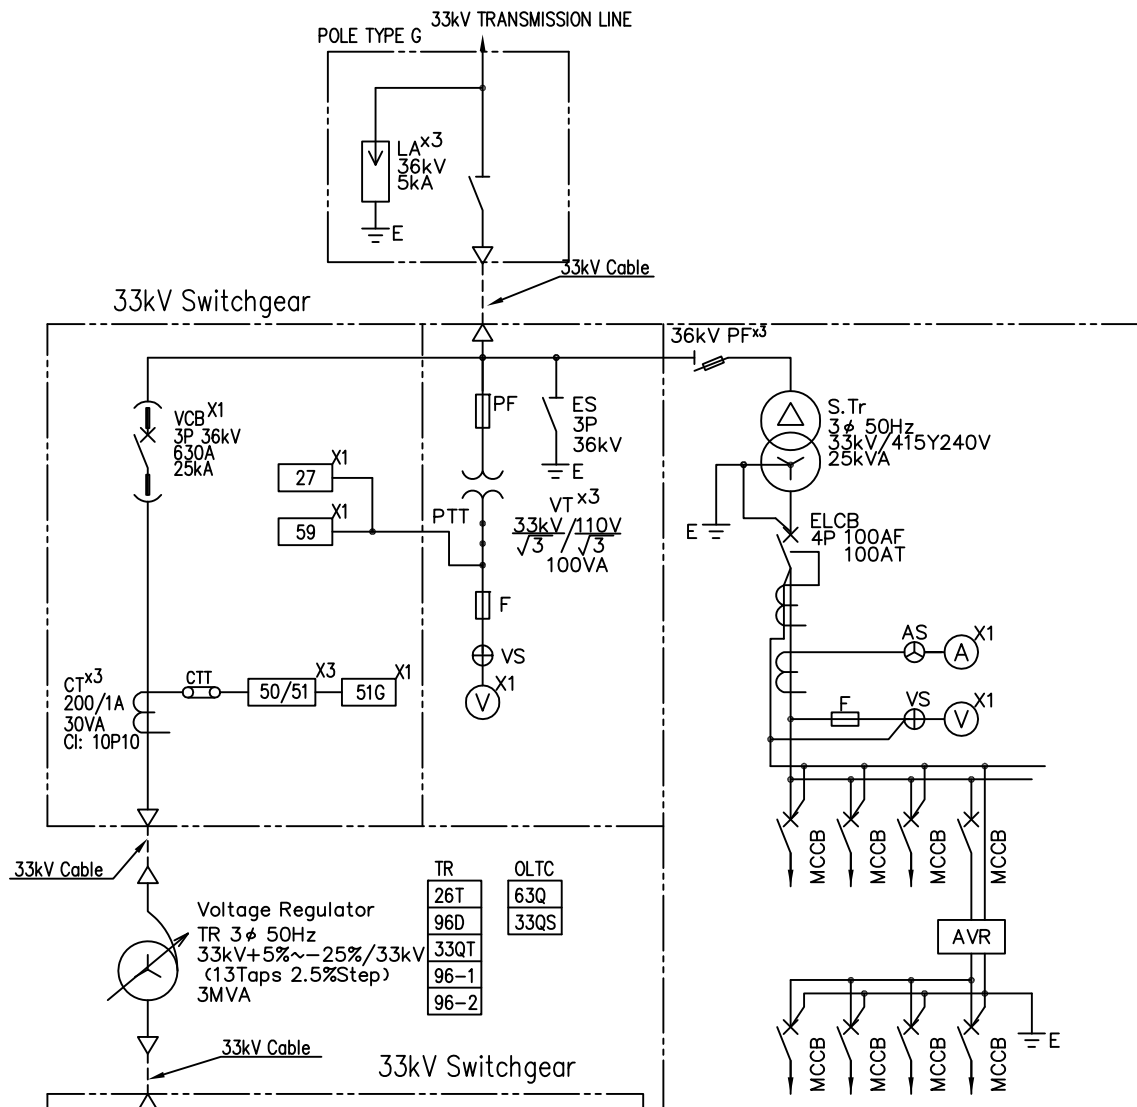 33kV TRANSMISSION LINE
POLE TYPE G
LA x3
36kV
5kA
E
33kV Cable
33kV Switchgear
36kV PF x3
VCB X1
3P 36kV
630A
25kA
PF
ES
3P
36kV
E
S.Tr
3ø 50Hz
33kV/415Y240V
25kVA
27 X1
59 X1
PTT
VT x3
33kV/√3 / 110V/√3
100VA
E
ELCB
4P 100AF
100AT
F
VS
V X1
CT x3
200/1A
30VA
Cl: 10P10
CTT
50/51 X3
51G X1
AS
A X1
F
VS
V X1
MCCB
MCCB
MCCB
MCCB
33kV Cable
Voltage Regulator
TR 3ø 50Hz
33kV+5%~-25%/33kV
(13Taps 2.5%Step)
3MVA
TR
26T
96D
33QT
96-1
96-2
OLTC
63Q
33QS
AVR
E
MCCB
MCCB
MCCB
MCCB
33kV Cable
33kV Switchgear